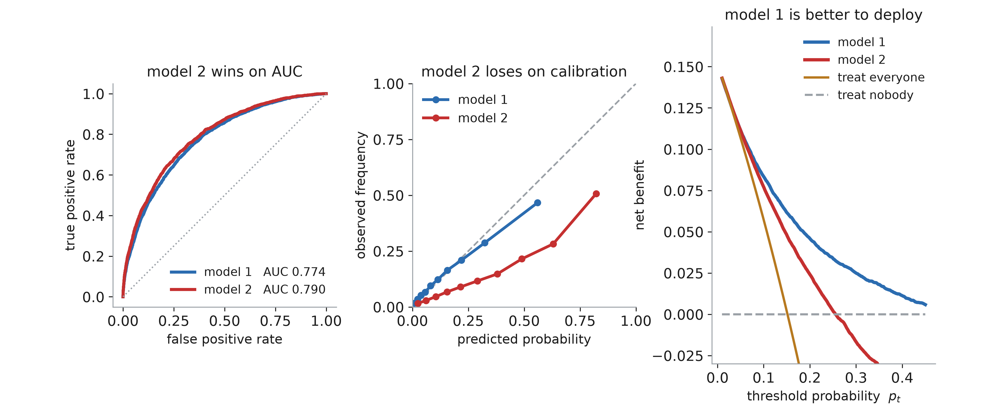 model 2 wins on AUC
true positive rate
1.0
0.8
0.6
0.4
0.2
0.0
model 1 AUC 0.774
model 2 AUC 0.790
0.00 0.25 0.50 0.75 1.00
false positive rate
model 2 loses on calibration
observed frequency
1.00
0.75
0.50
0.25
0.00
model 1
model 2
0.00 0.25 0.50 0.75 1.00
predicted probability
model 1 is better to deploy
net benefit
model 1
model 2
treat everyone
treat nobody
0.150
0.125
0.100
0.075
0.050
0.025
0.000
−0.025
0.0 0.1 0.2 0.3 0.4
threshold probability pt